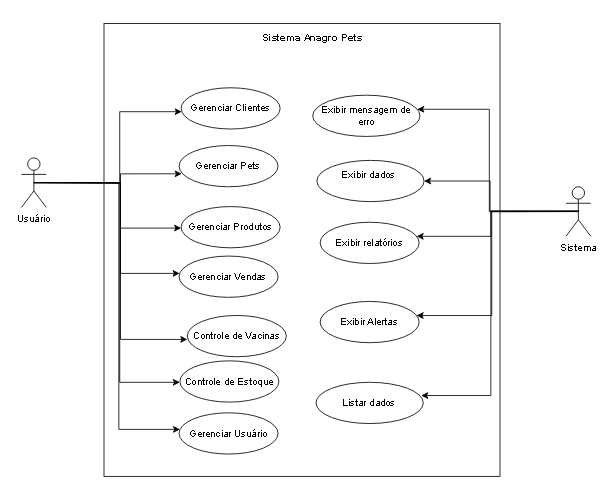 Sistema Anagro Pets
Gerenciar Clientes
Exibir mensagem de
erro
Gerenciar Pets
Exibir dados
Usuário
Gerenciar Produtos
Exibir relatórios
Sistema
Gerenciar Vendas
Controle de Vacinas
Exibir Alertas
Controle de Estoque
Listar dados
Gerenciar Usuário